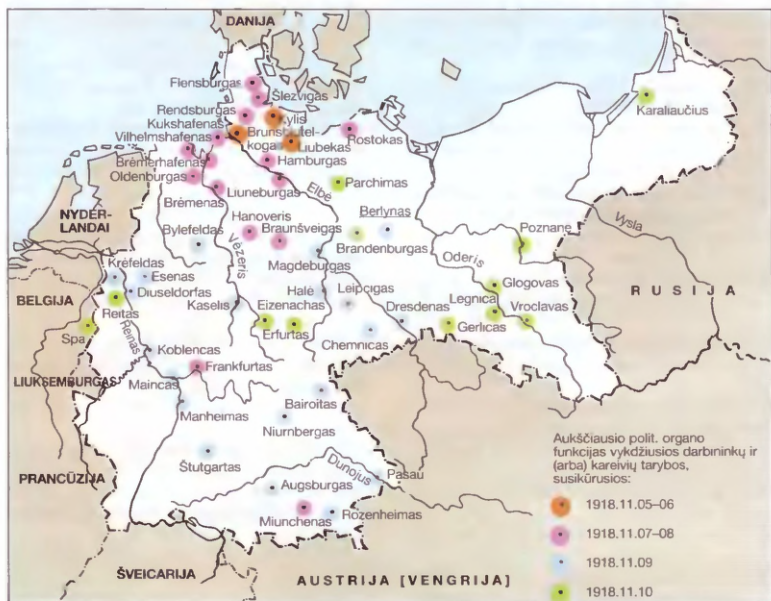 DANIJA
Flensburgas
Šlezvigas
Rendsburgas
Kylis
Kukshafenas
Brunsbiutel-
koga
Vilhelmshafenas
Liubekas
Rostokas
Karaliaučius
Brėmerhafenas
Hamburgas
Oldenburgas
Liuneburgas
Elbė
Parchimas
NYDER-
LANDAI
Brėmenas
Hanoveris
Berlynas
Poznanė
Vysla
Bylefeldas
Braunšveigas
Brandenburgas
Vėzeris
Magdeburgas
Oderis
Krėfeldas
Esenas
Glogovas
BELGIJA
Diuseldorfas
Halė
Leipcigas
Legnica
RUSIJA
Reitas
Kaselis
Eizenachas
Dresdenas
Vroclavas
Spa
Reinas
Erfurtas
Gerlicas
Chemnicas
Koblencas
Frankfurtas
LIUKSEMBURGAS
Maincas
Bairoitas
Manheimas
Niurnbergas
Aukščiausio polit. organo
funkcijas vykdžiusios darbininkų ir
(arba) kareivių tarybos,
susikūrusios:
PRANCŪZIJA
Štutgartas
Dunojus
Pasau
Augsburgas
1918.11.05–06
Miunchenas
Rozenheimas
1918.11.07–08
1918.11.09
ŠVEICARIJA
AUSTRIJA [VENGRIJA]
1918.11.10